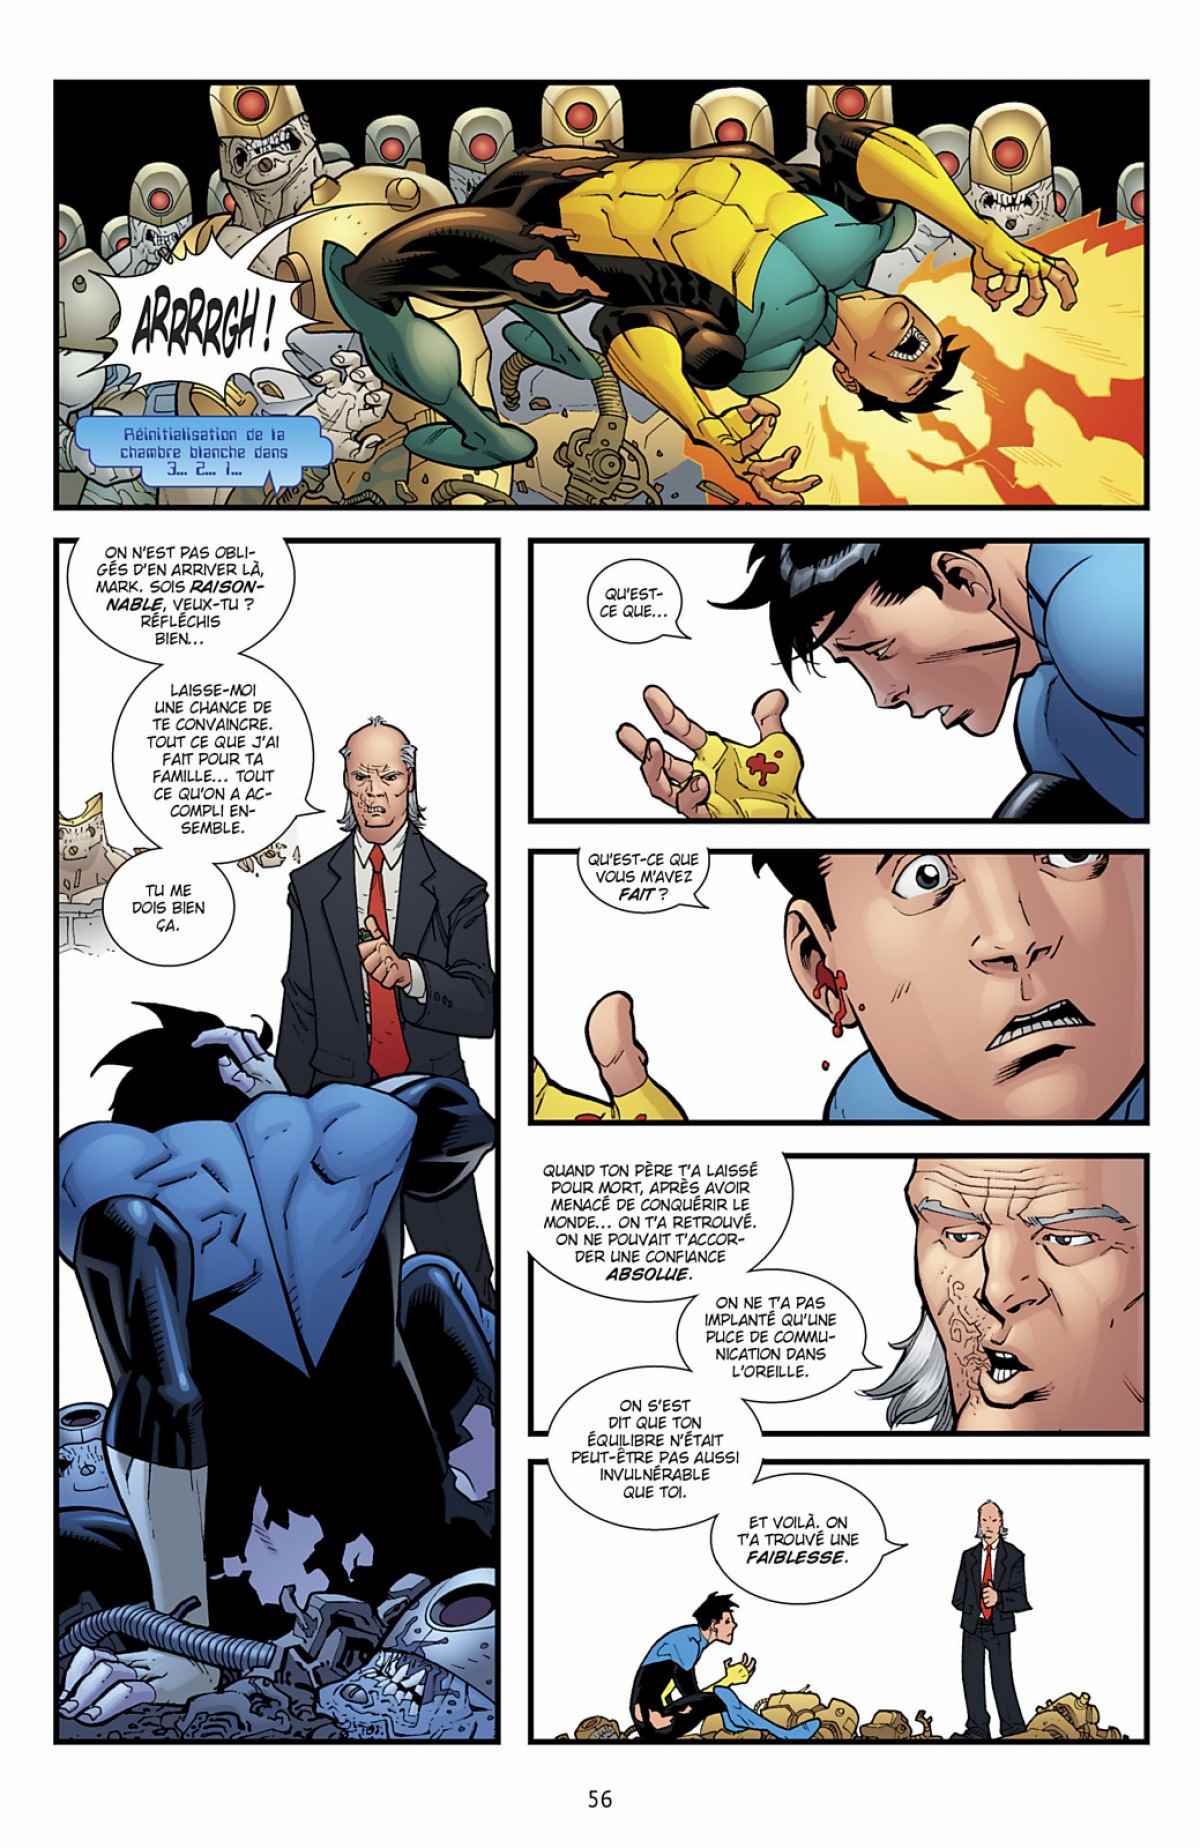 ARRRRGH !
Réinitialisation de la
chambre blanche dans
3... 2... 1...
ON N'EST PAS OBLI-
GÉS D'EN ARRIVER LÀ,
MARK. SOIS RAISON-
NABLE, VEUX-TU ?
RÉFLÉCHIS
BIEN...
LAISSE-MOI
UNE CHANCE DE
TE CONVAINCRE.
TOUT CE QUE J'AI
FAIT POUR TA
FAMILLE... TOUT
CE QU'ON A AC-
COMPLI EN-
SEMBLE.
TU ME
DOIS BIEN
ÇA.
QU'EST-
CE QUE...
QU'EST-CE QUE
VOUS M'AVEZ
FAIT ?
QUAND TON PÈRE T'A LAISSÉ
POUR MORT, APRÈS AVOIR
MENACÉ DE CONQUÉRIR LE
MONDE... ON T'A RETROUVÉ.
ON NE POUVAIT T'ACCOR-
DER UNE CONFIANCE
ABSOLUE.
ON NE T'A PAS
IMPLANTÉ QU'UNE
PUCE DE COMMU-
NICATION DANS
L'OREILLE.
ON S'EST
DIT QUE TON
ÉQUILIBRE N'ÉTAIT
PEUT-ÊTRE PAS AUSSI
INVULNÉRABLE
QUE TOI.
ET VOILÀ. ON
T'A TROUVÉ UNE
FAIBLESSE.
56